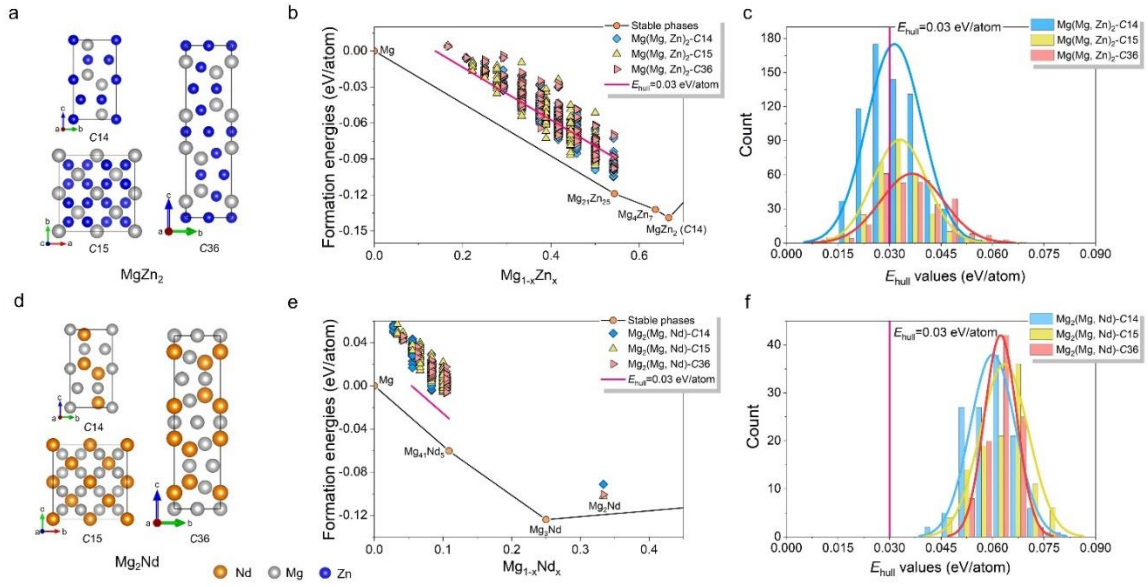 a
C14
C15
C36
MgZn2
c
a
b
b
c
a
c
a
b
b
Formation energies (eV/atom)
0.00
-0.03
-0.06
-0.09
-0.12
-0.15
0.0
0.2
0.4
0.6
Mg1-xZnx
Mg
Mg21Zn25
Mg4Zn7
MgZn2 (C14)
Stable phases
Mg(Mg, Zn)2-C14
Mg(Mg, Zn)2-C15
Mg(Mg, Zn)2-C36
Ehull=0.03 eV/atom
c
Count
180
150
120
90
60
30
0
0.000
0.015
0.030
0.045
0.060
0.075
0.090
Ehull values (eV/atom)
Ehull=0.03 eV/atom
Mg(Mg, Zn)2-C14
Mg(Mg, Zn)2-C15
Mg(Mg, Zn)2-C36
d
C14
C15
C36
Mg2Nd
c
a
b
c
a
b
c
a
b
Nd
Mg
Zn
e
Formation energies (eV/atom)
0.04
0.00
-0.04
-0.08
-0.12
0.0
0.1
0.2
0.3
0.4
Mg1-xNdx
Mg
Mg41Nd5
Mg3Nd
Mg2Nd
Stable phases
Mg2(Mg, Nd)-C14
Mg2(Mg, Nd)-C15
Mg2(Mg, Nd)-C36
Ehull=0.03 eV/atom
f
Count
40
30
20
10
0
0.000
0.015
0.030
0.045
0.060
0.075
0.090
Ehull values (eV/atom)
Ehull=0.03 eV/atom
Mg2(Mg, Nd)-C14
Mg2(Mg, Nd)-C15
Mg2(Mg, Nd)-C36